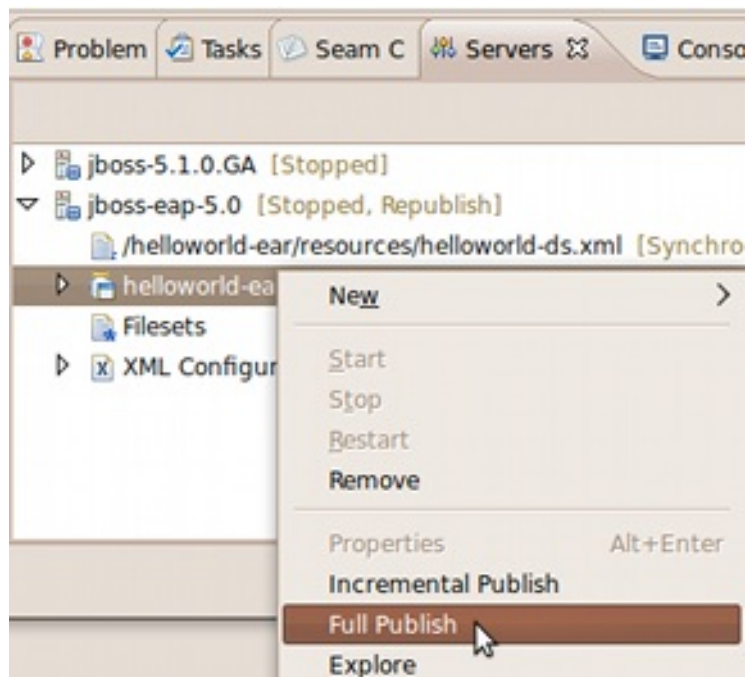 Problem Tasks Seam C Servers Conso
jboss-5.1.0.GA [Stopped]
jboss-eap-5.0 [Stopped, Republish]
/helloworld-ear/resources/helloworld-ds.xml [Synchro
helloworld-ea
Filesets
XML Configur
New
Start
Stop
Restart
Remove
Properties Alt+Enter
Incremental Publish
Full Publish
Explore